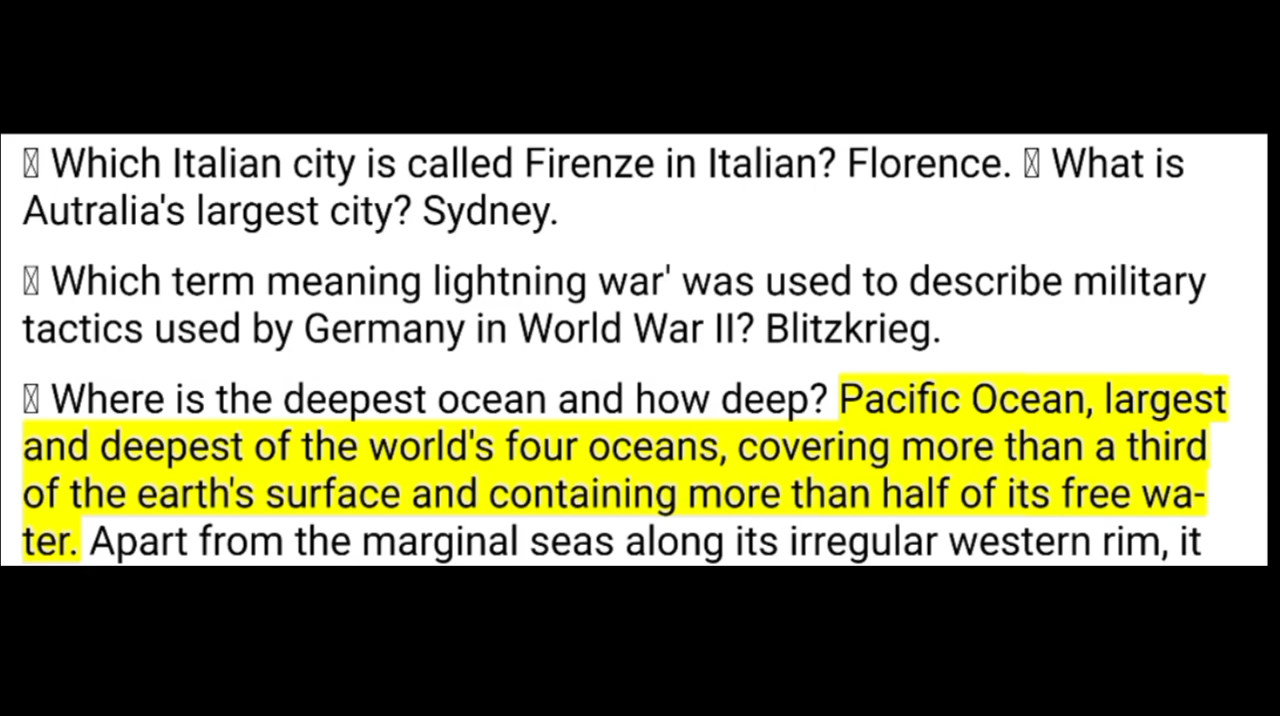 Which Italian city is called Firenze in Italian? Florence. What is
Autralia's largest city? Sydney.
Which term meaning lightning war' was used to describe military
tactics used by Germany in World War II? Blitzkrieg.
Where is the deepest ocean and how deep? Pacific Ocean, largest
and deepest of the world's four oceans, covering more than a third
of the earth's surface and containing more than half of its free wa-
ter. Apart from the marginal seas along its irregular western rim, it